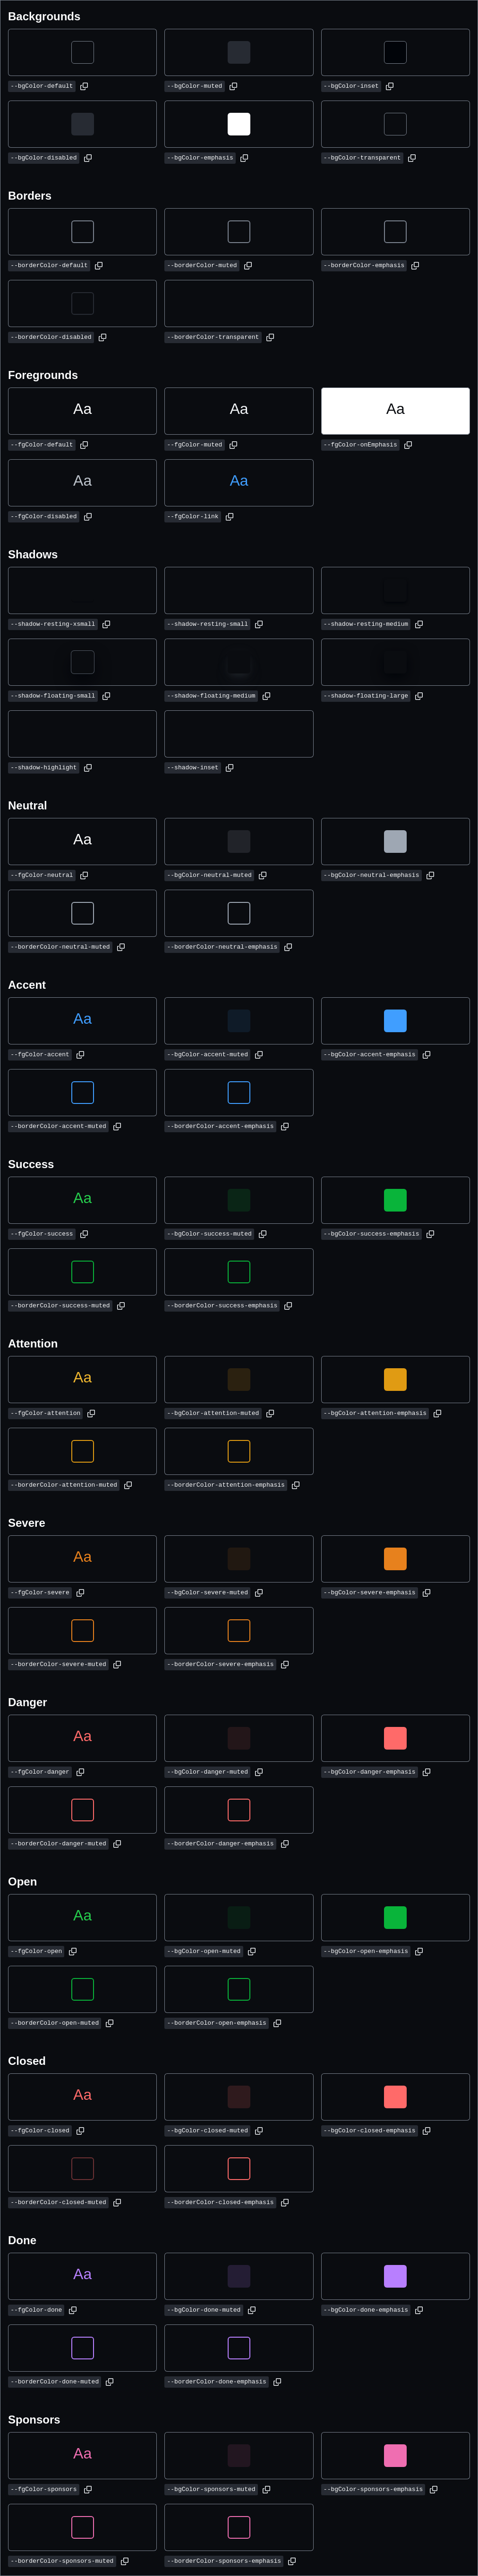 Backgrounds
--bgColor-default --bgColor-muted --bgColor-inset
--bgColor-disabled --bgColor-emphasis --bgColor-transparent
Borders
--borderColor-default --borderColor-muted --borderColor-emphasis
--borderColor-disabled --borderColor-transparent
Foregrounds
Aa Aa Aa
--fgColor-default --fgColor-muted --fgColor-onEmphasis
Aa Aa
--fgColor-disabled --fgColor-link
Shadows
--shadow-resting-xsmall --shadow-resting-small --shadow-resting-medium
--shadow-floating-small --shadow-floating-medium --shadow-floating-large
--shadow-highlight --shadow-inset
Neutral
Aa
--fgColor-neutral --bgColor-neutral-muted --bgColor-neutral-emphasis
--borderColor-neutral-muted --borderColor-neutral-emphasis
Accent
Aa
--fgColor-accent --bgColor-accent-muted --bgColor-accent-emphasis
--borderColor-accent-muted --borderColor-accent-emphasis
Success
Aa
--fgColor-success --bgColor-success-muted --bgColor-success-emphasis
--borderColor-success-muted --borderColor-success-emphasis
Attention
Aa
--fgColor-attention --bgColor-attention-muted --bgColor-attention-emphasis
--borderColor-attention-muted --borderColor-attention-emphasis
Severe
Aa
--fgColor-severe --bgColor-severe-muted --bgColor-severe-emphasis
--borderColor-severe-muted --borderColor-severe-emphasis
Danger
Aa
--fgColor-danger --bgColor-danger-muted --bgColor-danger-emphasis
--borderColor-danger-muted --borderColor-danger-emphasis
Open
Aa
--fgColor-open --bgColor-open-muted --bgColor-open-emphasis
--borderColor-open-muted --borderColor-open-emphasis
Closed
Aa
--fgColor-closed --bgColor-closed-muted --bgColor-closed-emphasis
--borderColor-closed-muted --borderColor-closed-emphasis
Done
Aa
--fgColor-done --bgColor-done-muted --bgColor-done-emphasis
--borderColor-done-muted --borderColor-done-emphasis
Sponsors
Aa
--fgColor-sponsors --bgColor-sponsors-muted --bgColor-sponsors-emphasis
--borderColor-sponsors-muted --borderColor-sponsors-emphasis